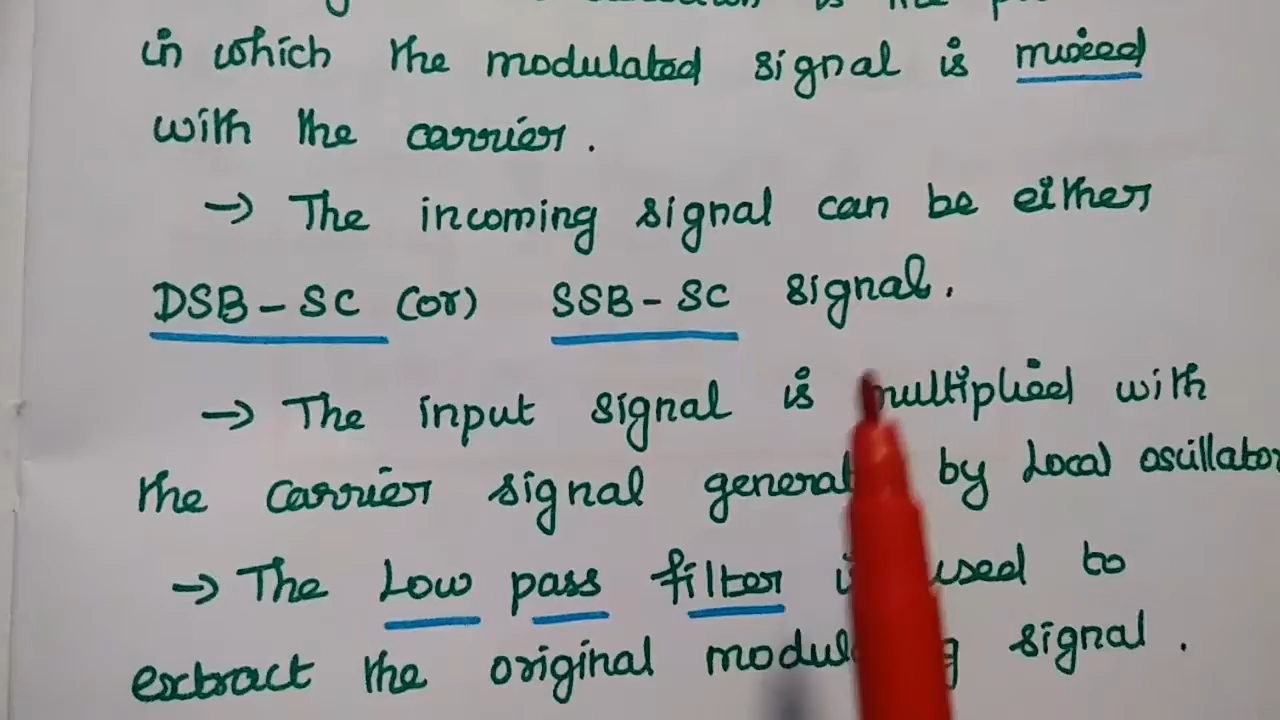 is the
in which the modulated signal is mixed
with the carrier.
→ The incoming signal can be either
DSB-SC (or) SSB-SC signal.
→ The input signal is multiplied with
the carrier signal by Local oscillator
→ The Low pass filter used to
extract the original signal.